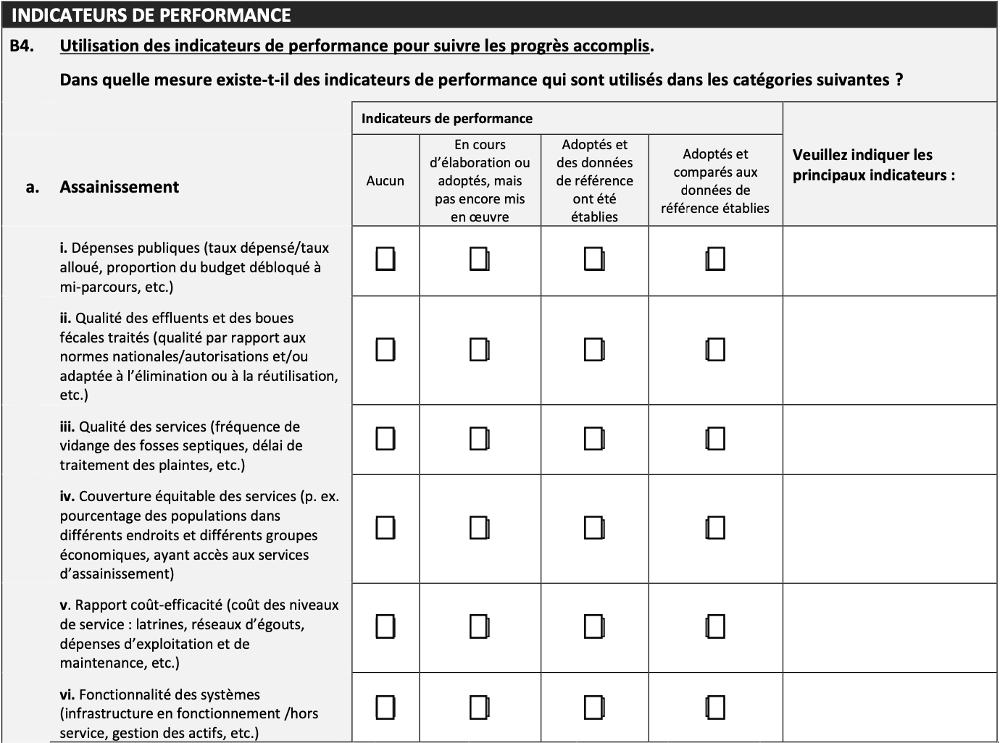 INDICATEURS DE PERFORMANCE
B4. Utilisation des indicateurs de performance pour suivre les progrès accomplis.
Dans quelle mesure existe-t-il des indicateurs de performance qui sont utilisés dans les catégories suivantes ?
Indicateurs de performance
a. Assainissement
Aucun
En cours
d’élaboration ou
adoptés, mais
pas encore mis
en œuvre
Adoptés et
des données
de référence
ont été
établies
Adoptés et
comparés aux
données de
référence établies
Veuillez indiquer les
principaux indicateurs :
i. Dépenses publiques (taux dépensé/taux
alloué, proportion du budget débloqué à
mi-parcours, etc.)
ii. Qualité des effluents et des boues
fécales traités (qualité par rapport aux
normes nationales/autorisations et/ou
adaptée à l’élimination ou à la réutilisation,
etc.)
iii. Qualité des services (fréquence de
vidange des fosses septiques, délai de
traitement des plaintes, etc.)
iv. Couverture équitable des services (p. ex.
pourcentage des populations dans
différents endroits et différents groupes
économiques, ayant accès aux services
d’assainissement)
v. Rapport coût-efficacité (coût des niveaux
de service : latrines, réseaux d’égouts,
dépenses d’exploitation et de
maintenance, etc.)
vi. Fonctionnalité des systèmes
(infrastructure en fonctionnement /hors
service, gestion des actifs, etc.)